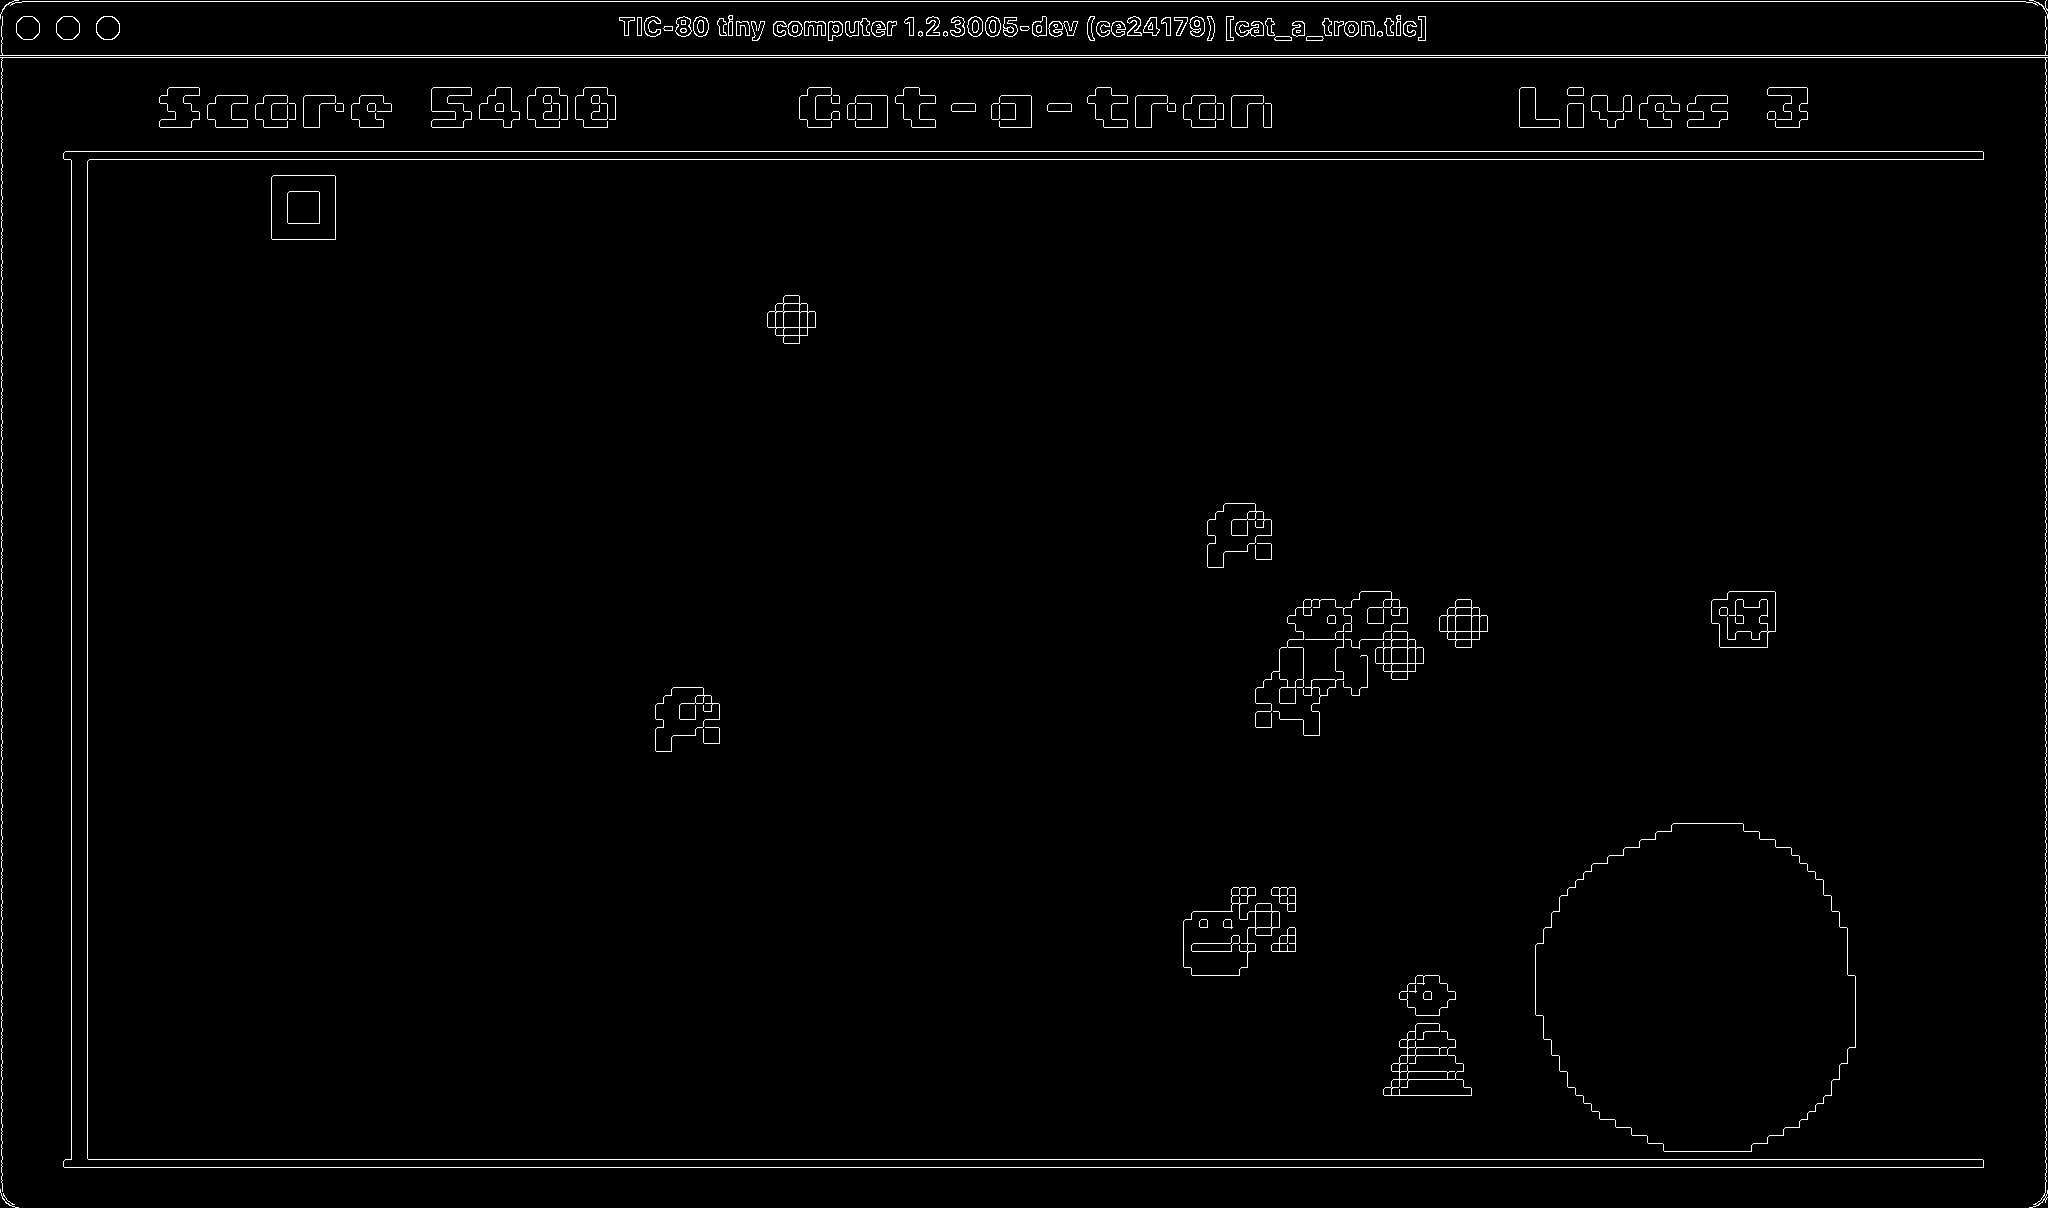 TIC-80 tiny computer 1.2.3005-dev (ce24179) [cat_a_tron.tic]
Score 5400 Cat-a-tron Lives 3